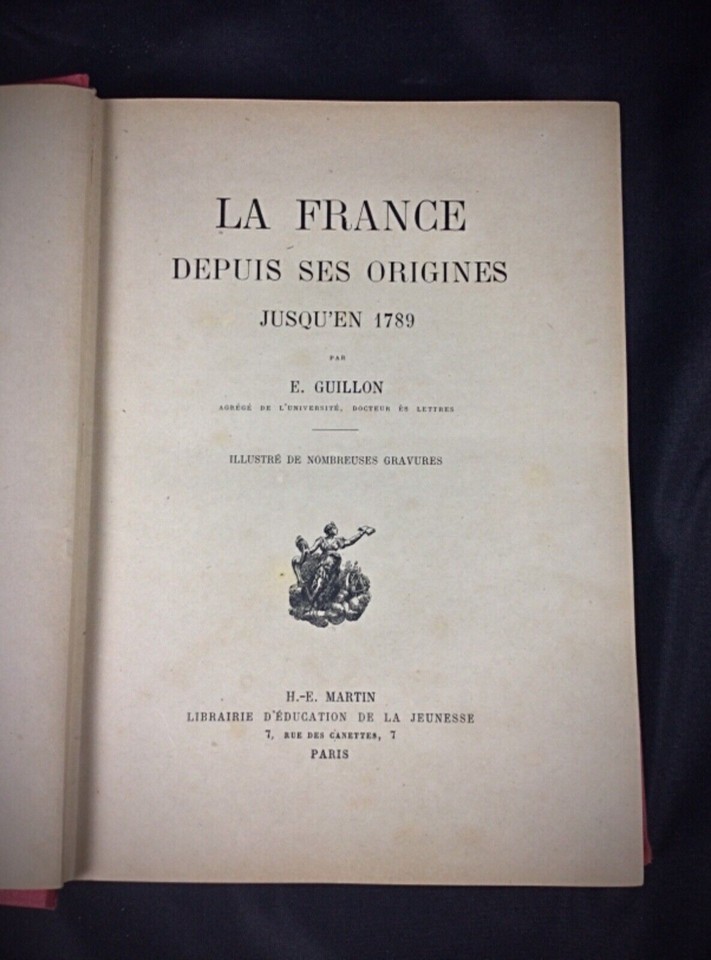 LA FRANCE
DEPUIS SES ORIGINES
JUSQU'EN 1789
PAR
E. GUILLON
AGRÉGÉ DE L'UNIVERSITÉ, DOCTEUR ÈS LETTRES
ILLUSTRÉ DE NOMBREUSES GRAVURES
H.-E. MARTIN
LIBRAIRIE D'ÉDUCATION DE LA JEUNESSE
7, RUE DES CANETTES, 7
PARIS